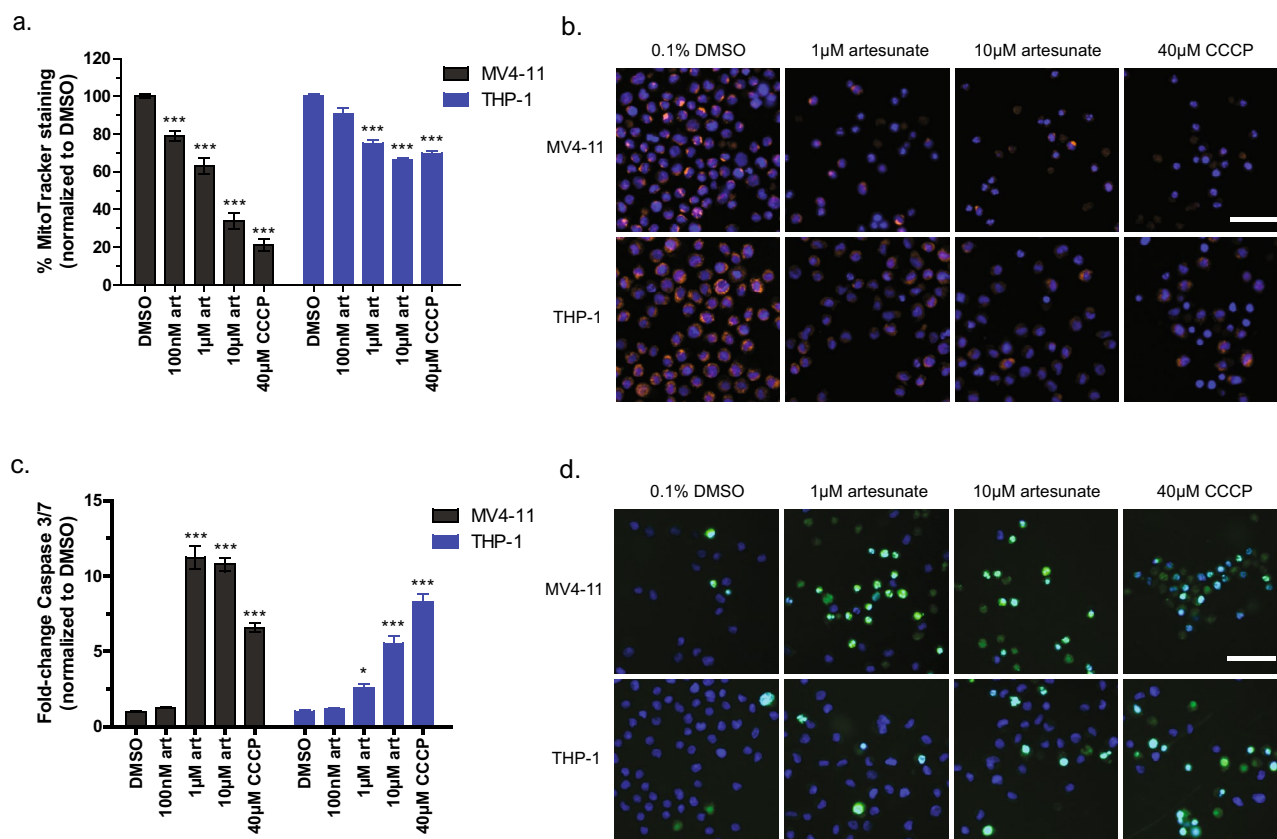 a.
% MitoTracker staining
(normalized to DMSO)
120
100
80
60
40
20
0
MV4-11
THP-1
***
***
***
***
***
***
***
DMSO
100nM art
1µM art
10µM art
40µM CCCP
DMSO
100nM art
1µM art
10µM art
40µM CCCP
b.
0.1% DMSO
1µM artesunate
10µM artesunate
40µM CCCP
MV4-11
THP-1
c.
Fold-change Caspase 3/7
(normalized to DMSO)
15
10
5
0
MV4-11
THP-1
***
***
***
*
***
***
DMSO
100nM art
1µM art
10µM art
40µM CCCP
DMSO
100nM art
1µM art
10µM art
40µM CCCP
d.
0.1% DMSO
1µM artesunate
10µM artesunate
40µM CCCP
MV4-11
THP-1